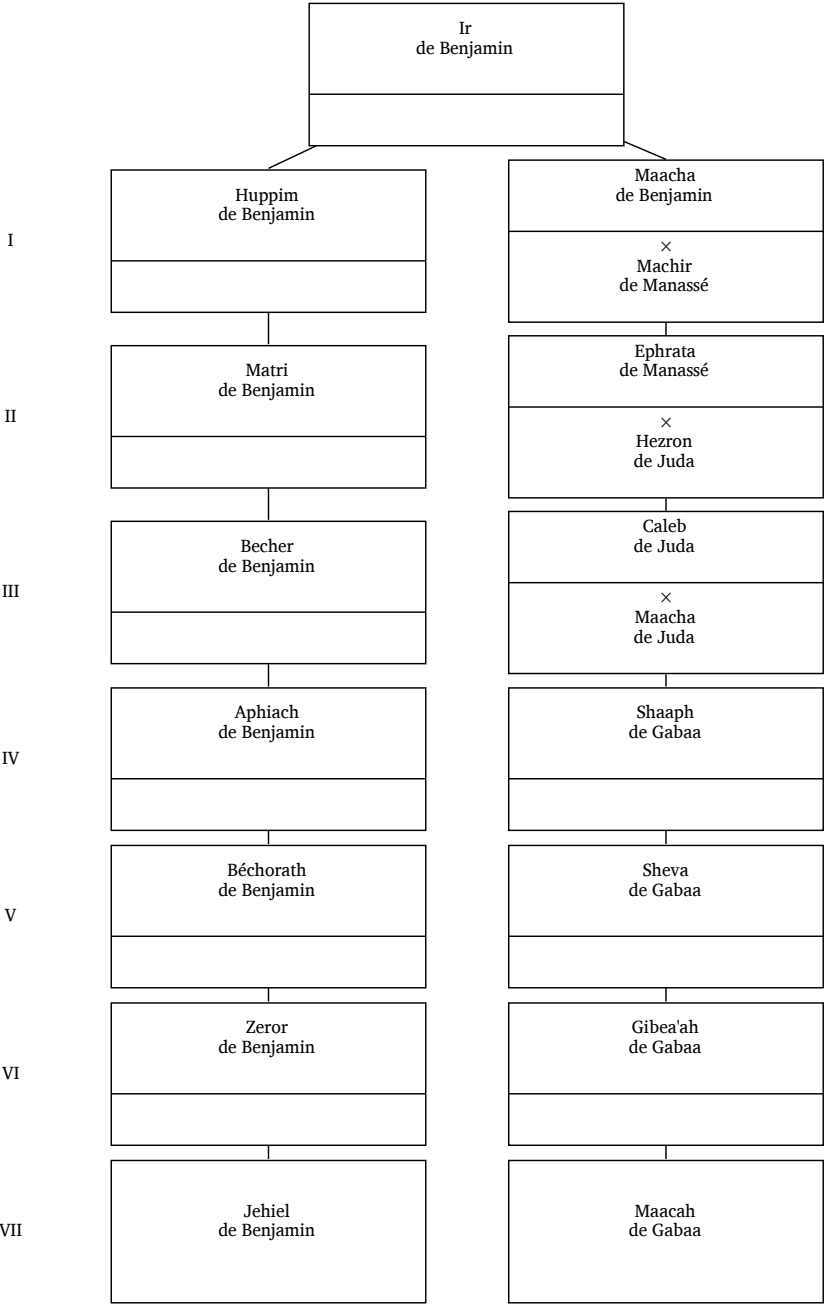 Ir
de Benjamin
I
Huppim
de Benjamin
Maacha
de Benjamin
×
Machir
de Manassé
II
Matri
de Benjamin
Ephrata
de Manassé
×
Hezron
de Juda
III
Becher
de Benjamin
Caleb
de Juda
×
Maacha
de Juda
IV
Aphiach
de Benjamin
Shaaph
de Gabaa
V
Béchorath
de Benjamin
Sheva
de Gabaa
VI
Zeror
de Benjamin
Gibea'ah
de Gabaa
VII
Jehiel
de Benjamin
Maacah
de Gabaa